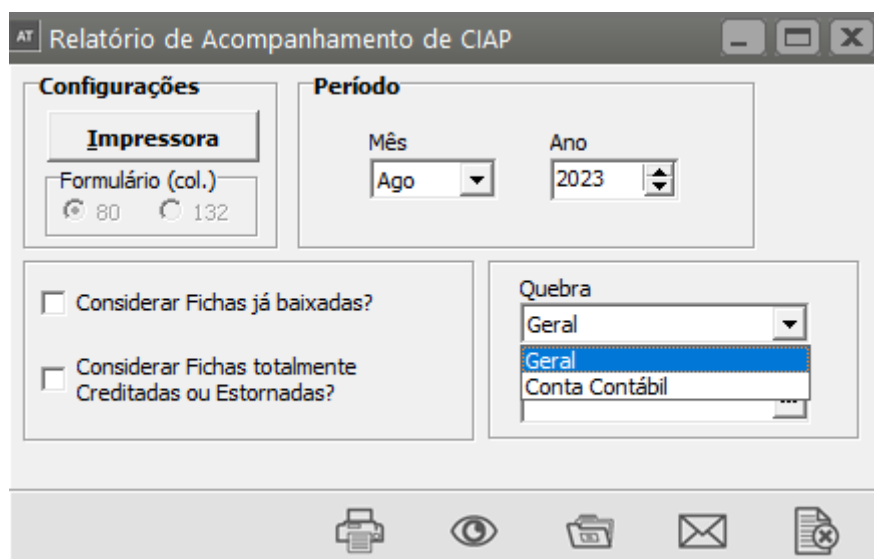 AT Relatório de Acompanhamento de CIAP
Configurações
Impressora
Formulário (col.)
80 132
Período
Mês Ano
Ago 2023
Considerar Fichas já baixadas?
Considerar Fichas totalmente
Creditadas ou Estornadas?
Quebra
Geral
Geral
Conta Contábil
...